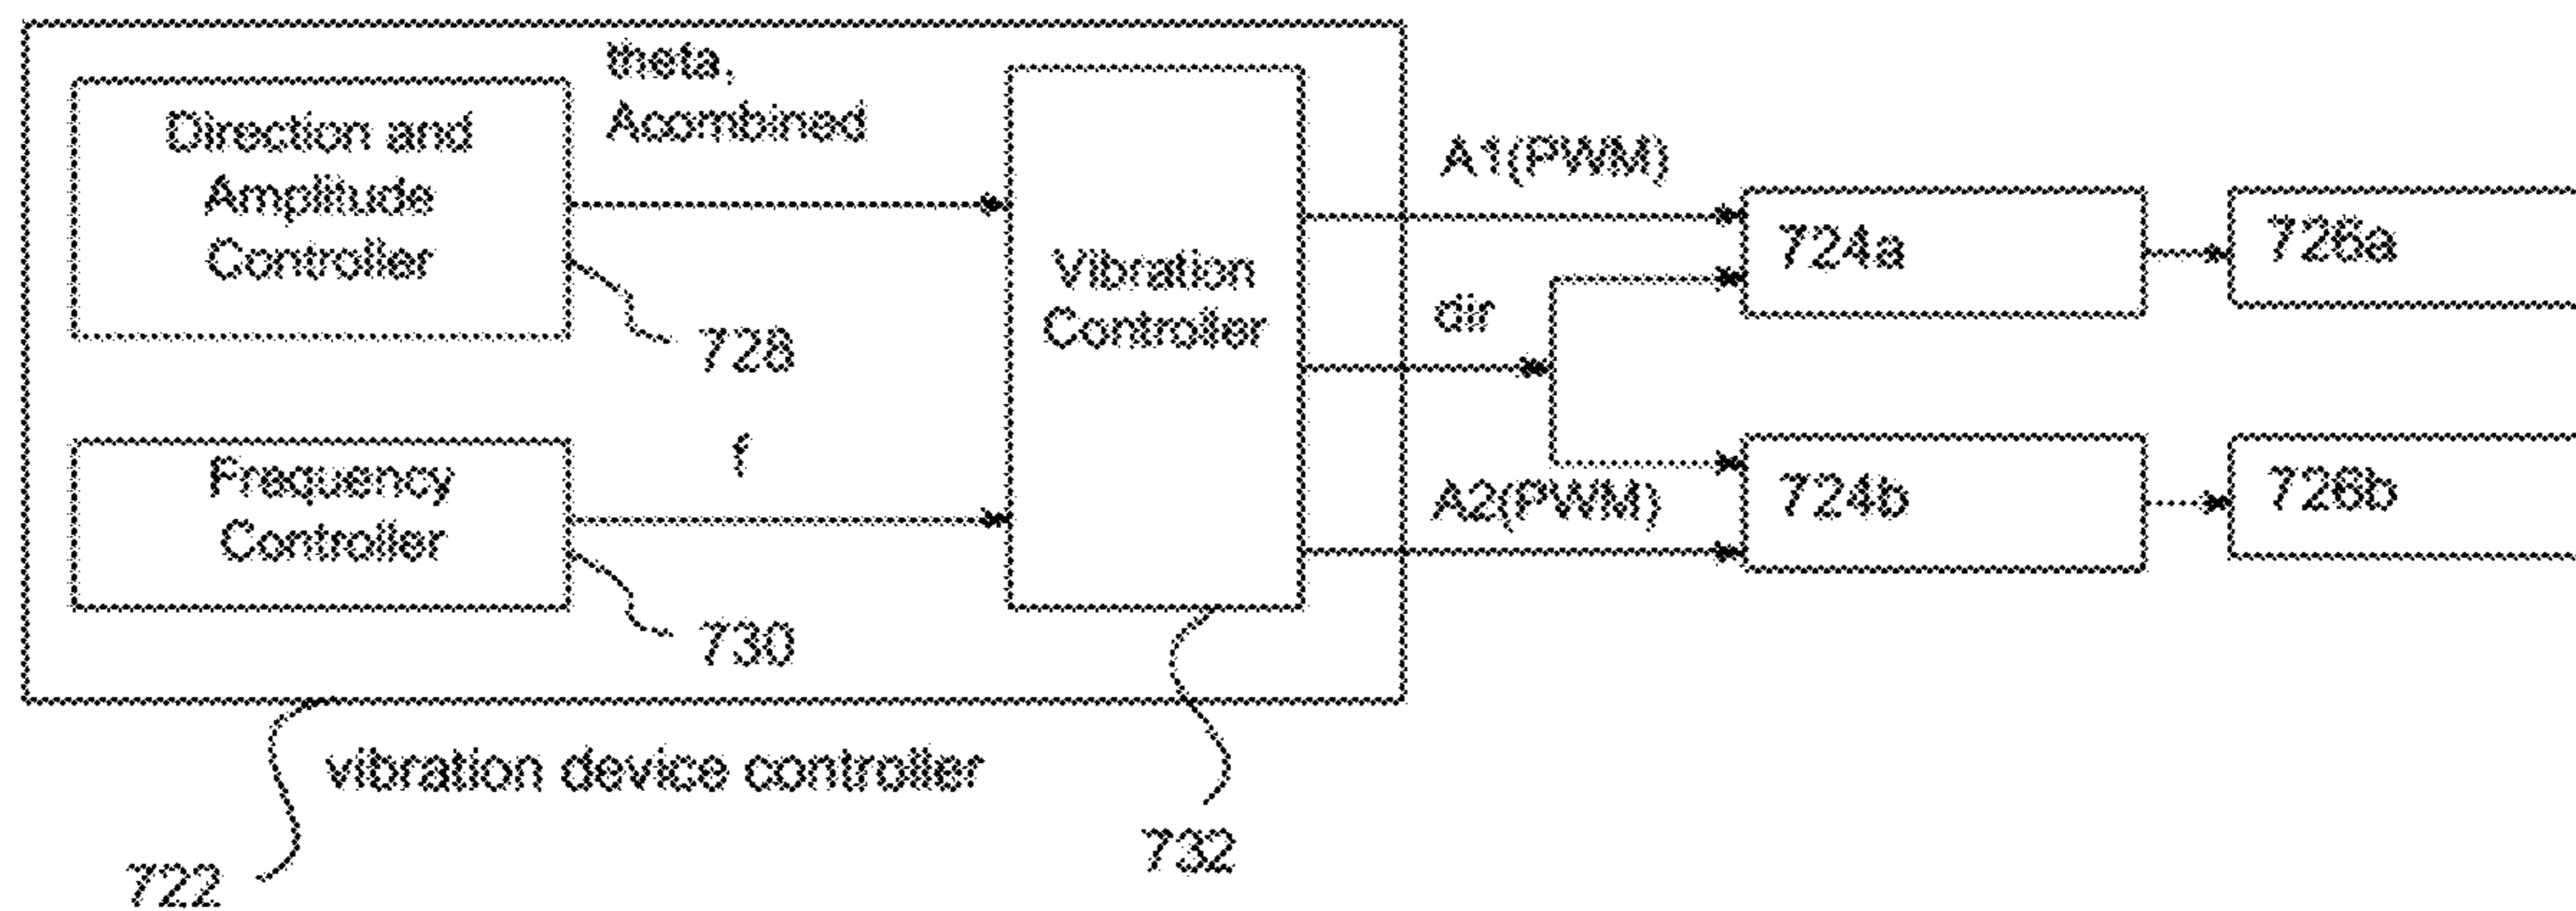 theta,
Acombined
Direction and
Amplitude
Controller
728
f
Frequency
Controller
730
Vibration
Controller
A1(PWM)
dir
A2(PWM)
724a
726a
724b
726b
vibration device controller
732
722